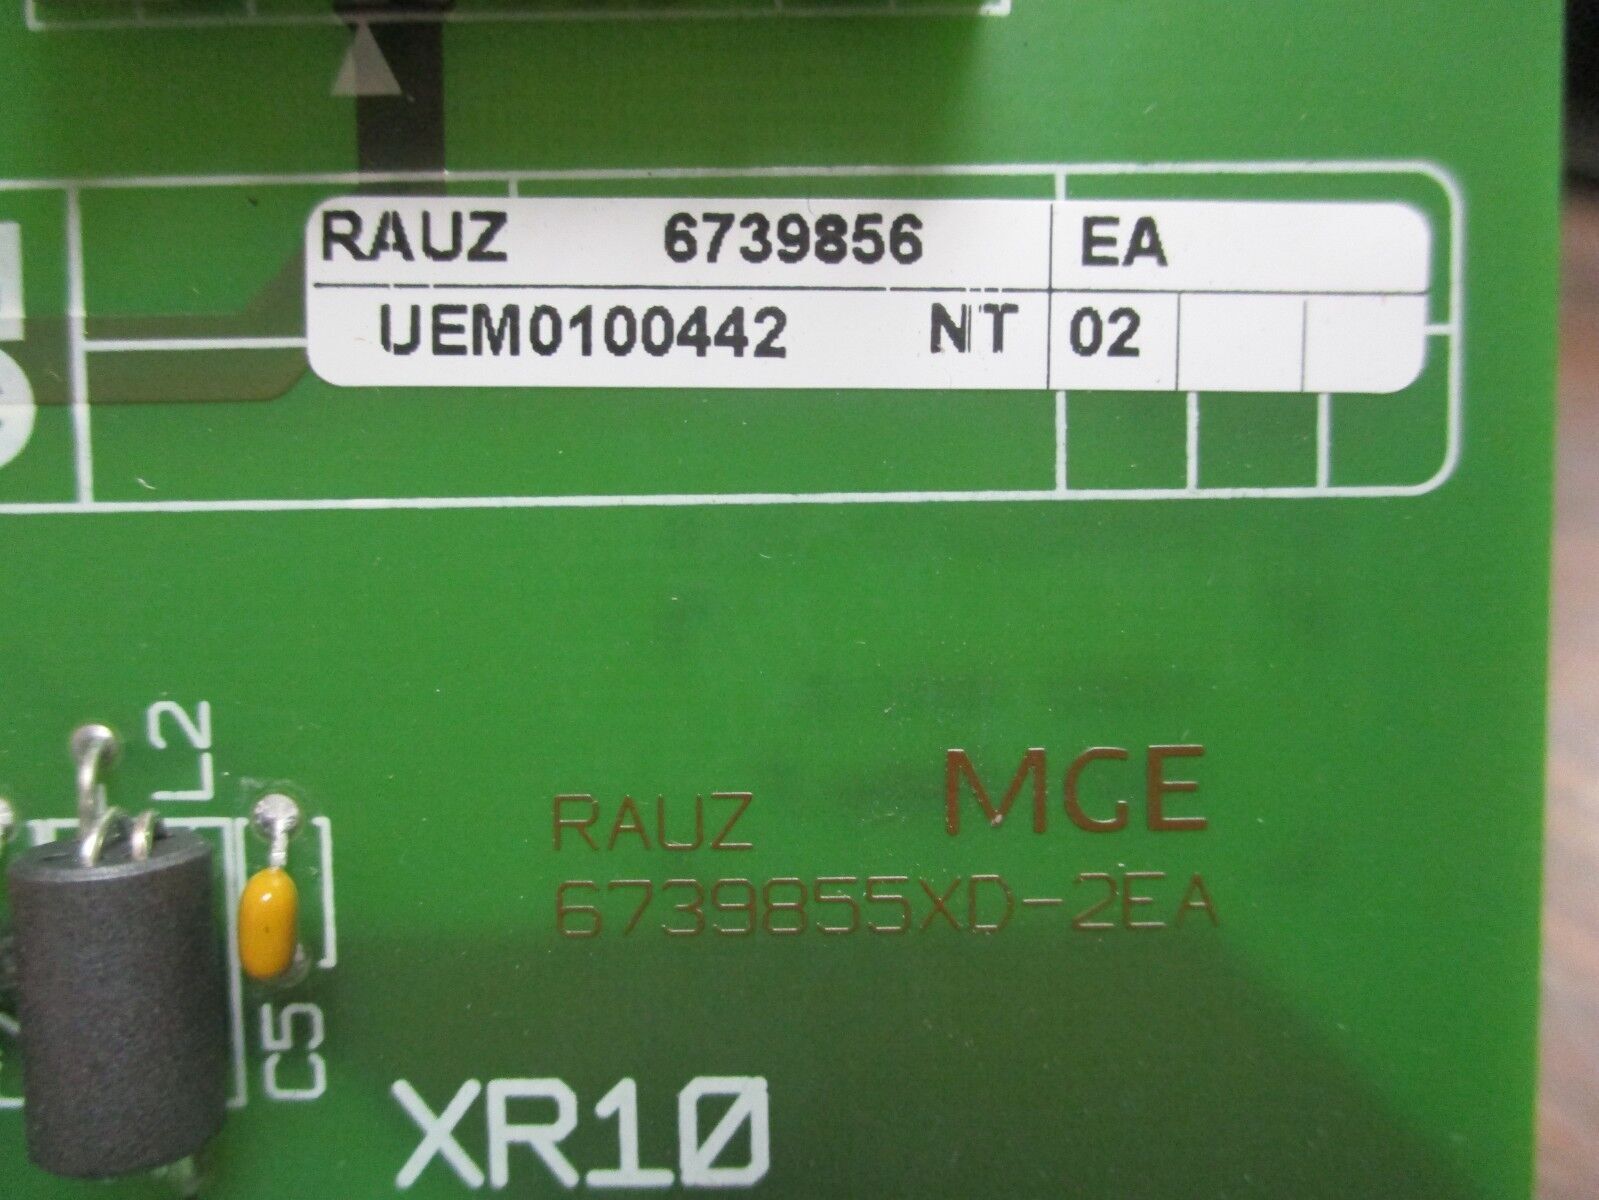 RAUZ 6739856 EA
UEM0100442 NT 02
L2
MGE
RAUZ
6739855XD-2EA
C5
XR10